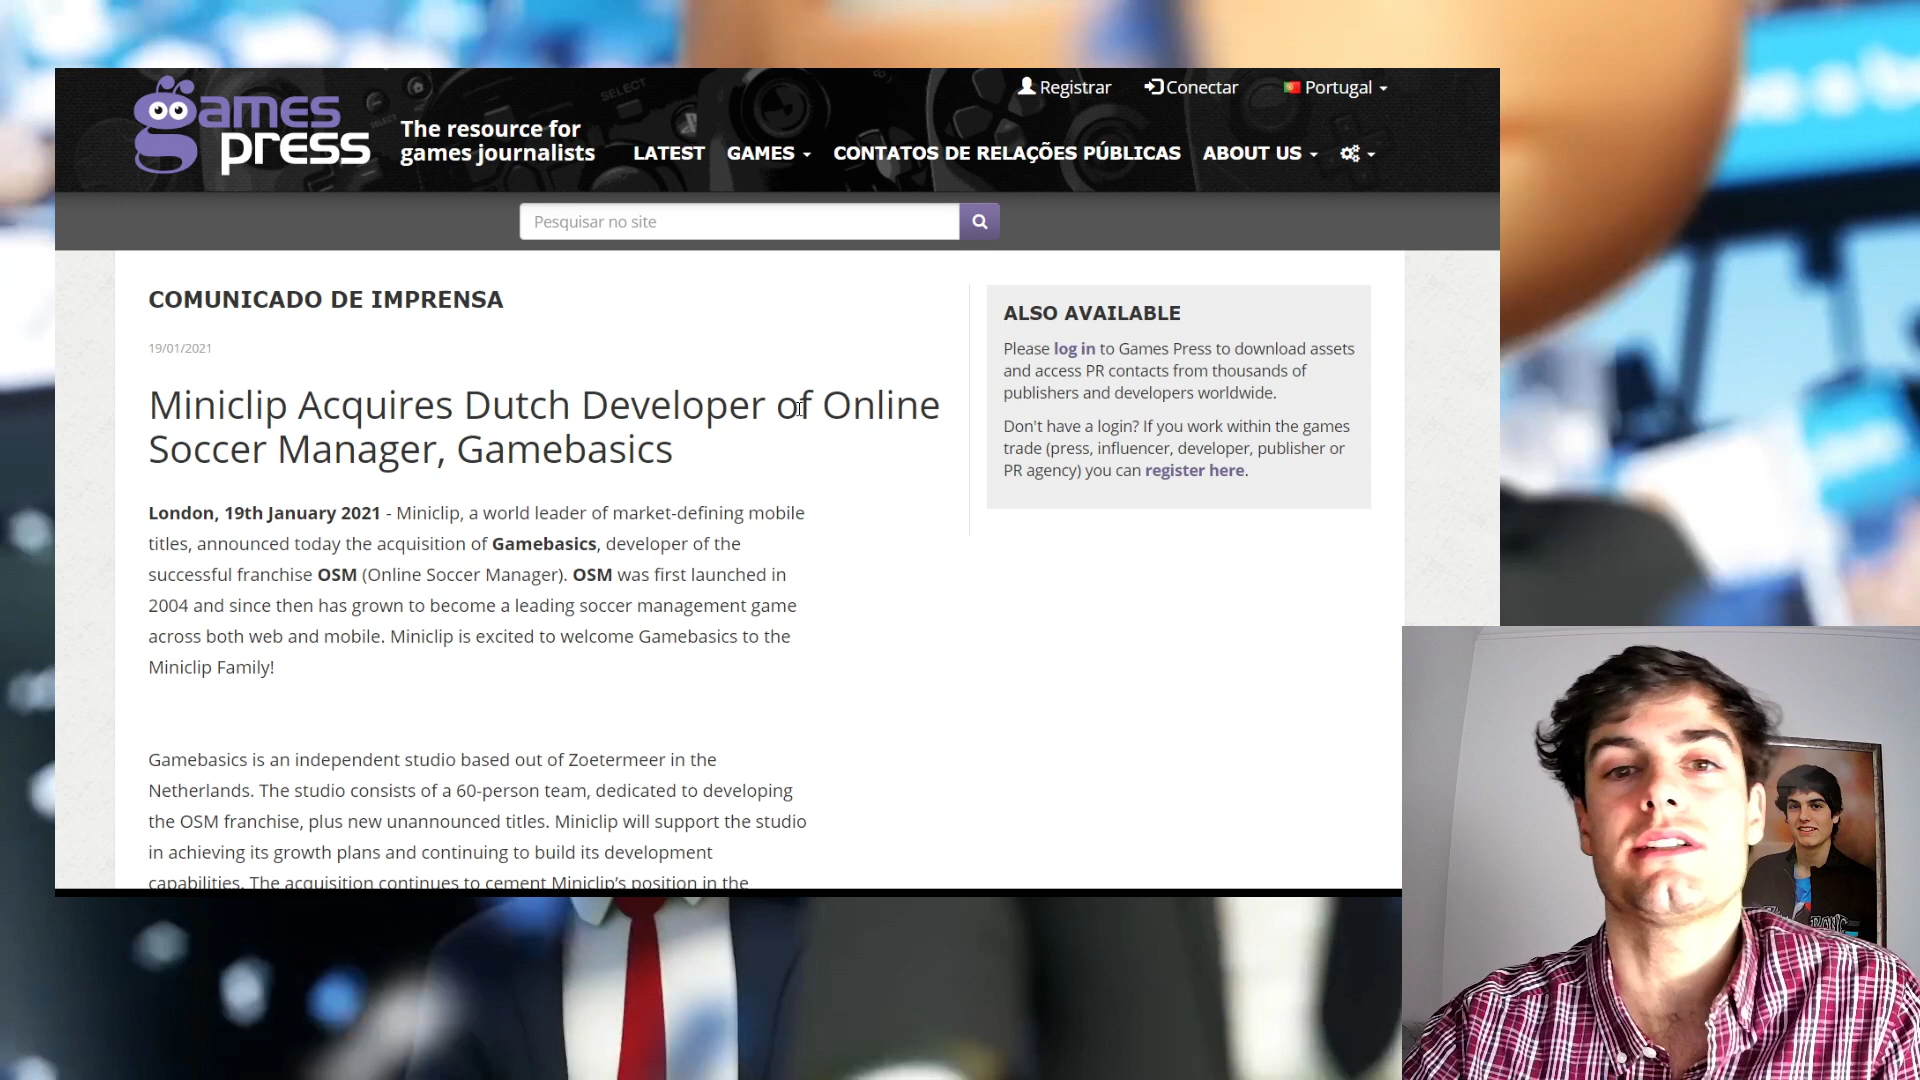 Registrar Conectar Portugal
games press
The resource for
games journalists
LATEST GAMES CONTATOS DE RELAÇÕES PÚBLICAS ABOUT US
Pesquisar no site
COMUNICADO DE IMPRENSA
19/01/2021
Miniclip Acquires Dutch Developer of Online
Soccer Manager, Gamebasics
London, 19th January 2021 - Miniclip, a world leader of market-defining mobile
titles, announced today the acquisition of Gamebasics, developer of the
successful franchise OSM (Online Soccer Manager). OSM was first launched in
2004 and since then has grown to become a leading soccer management game
across both web and mobile. Miniclip is excited to welcome Gamebasics to the
Miniclip Family!
Gamebasics is an independent studio based out of Zoetermeer in the
Netherlands. The studio consists of a 60-person team, dedicated to developing
the OSM franchise, plus new unannounced titles. Miniclip will support the studio
in achieving its growth plans and continuing to build its development
capabilities. The acquisition continues to cement Miniclip's position in the
ALSO AVAILABLE
Please log in to Games Press to download assets
and access PR contacts from thousands of
publishers and developers worldwide.
Don't have a login? If you work within the games
trade (press, influencer, developer, publisher or
PR agency) you can register here.